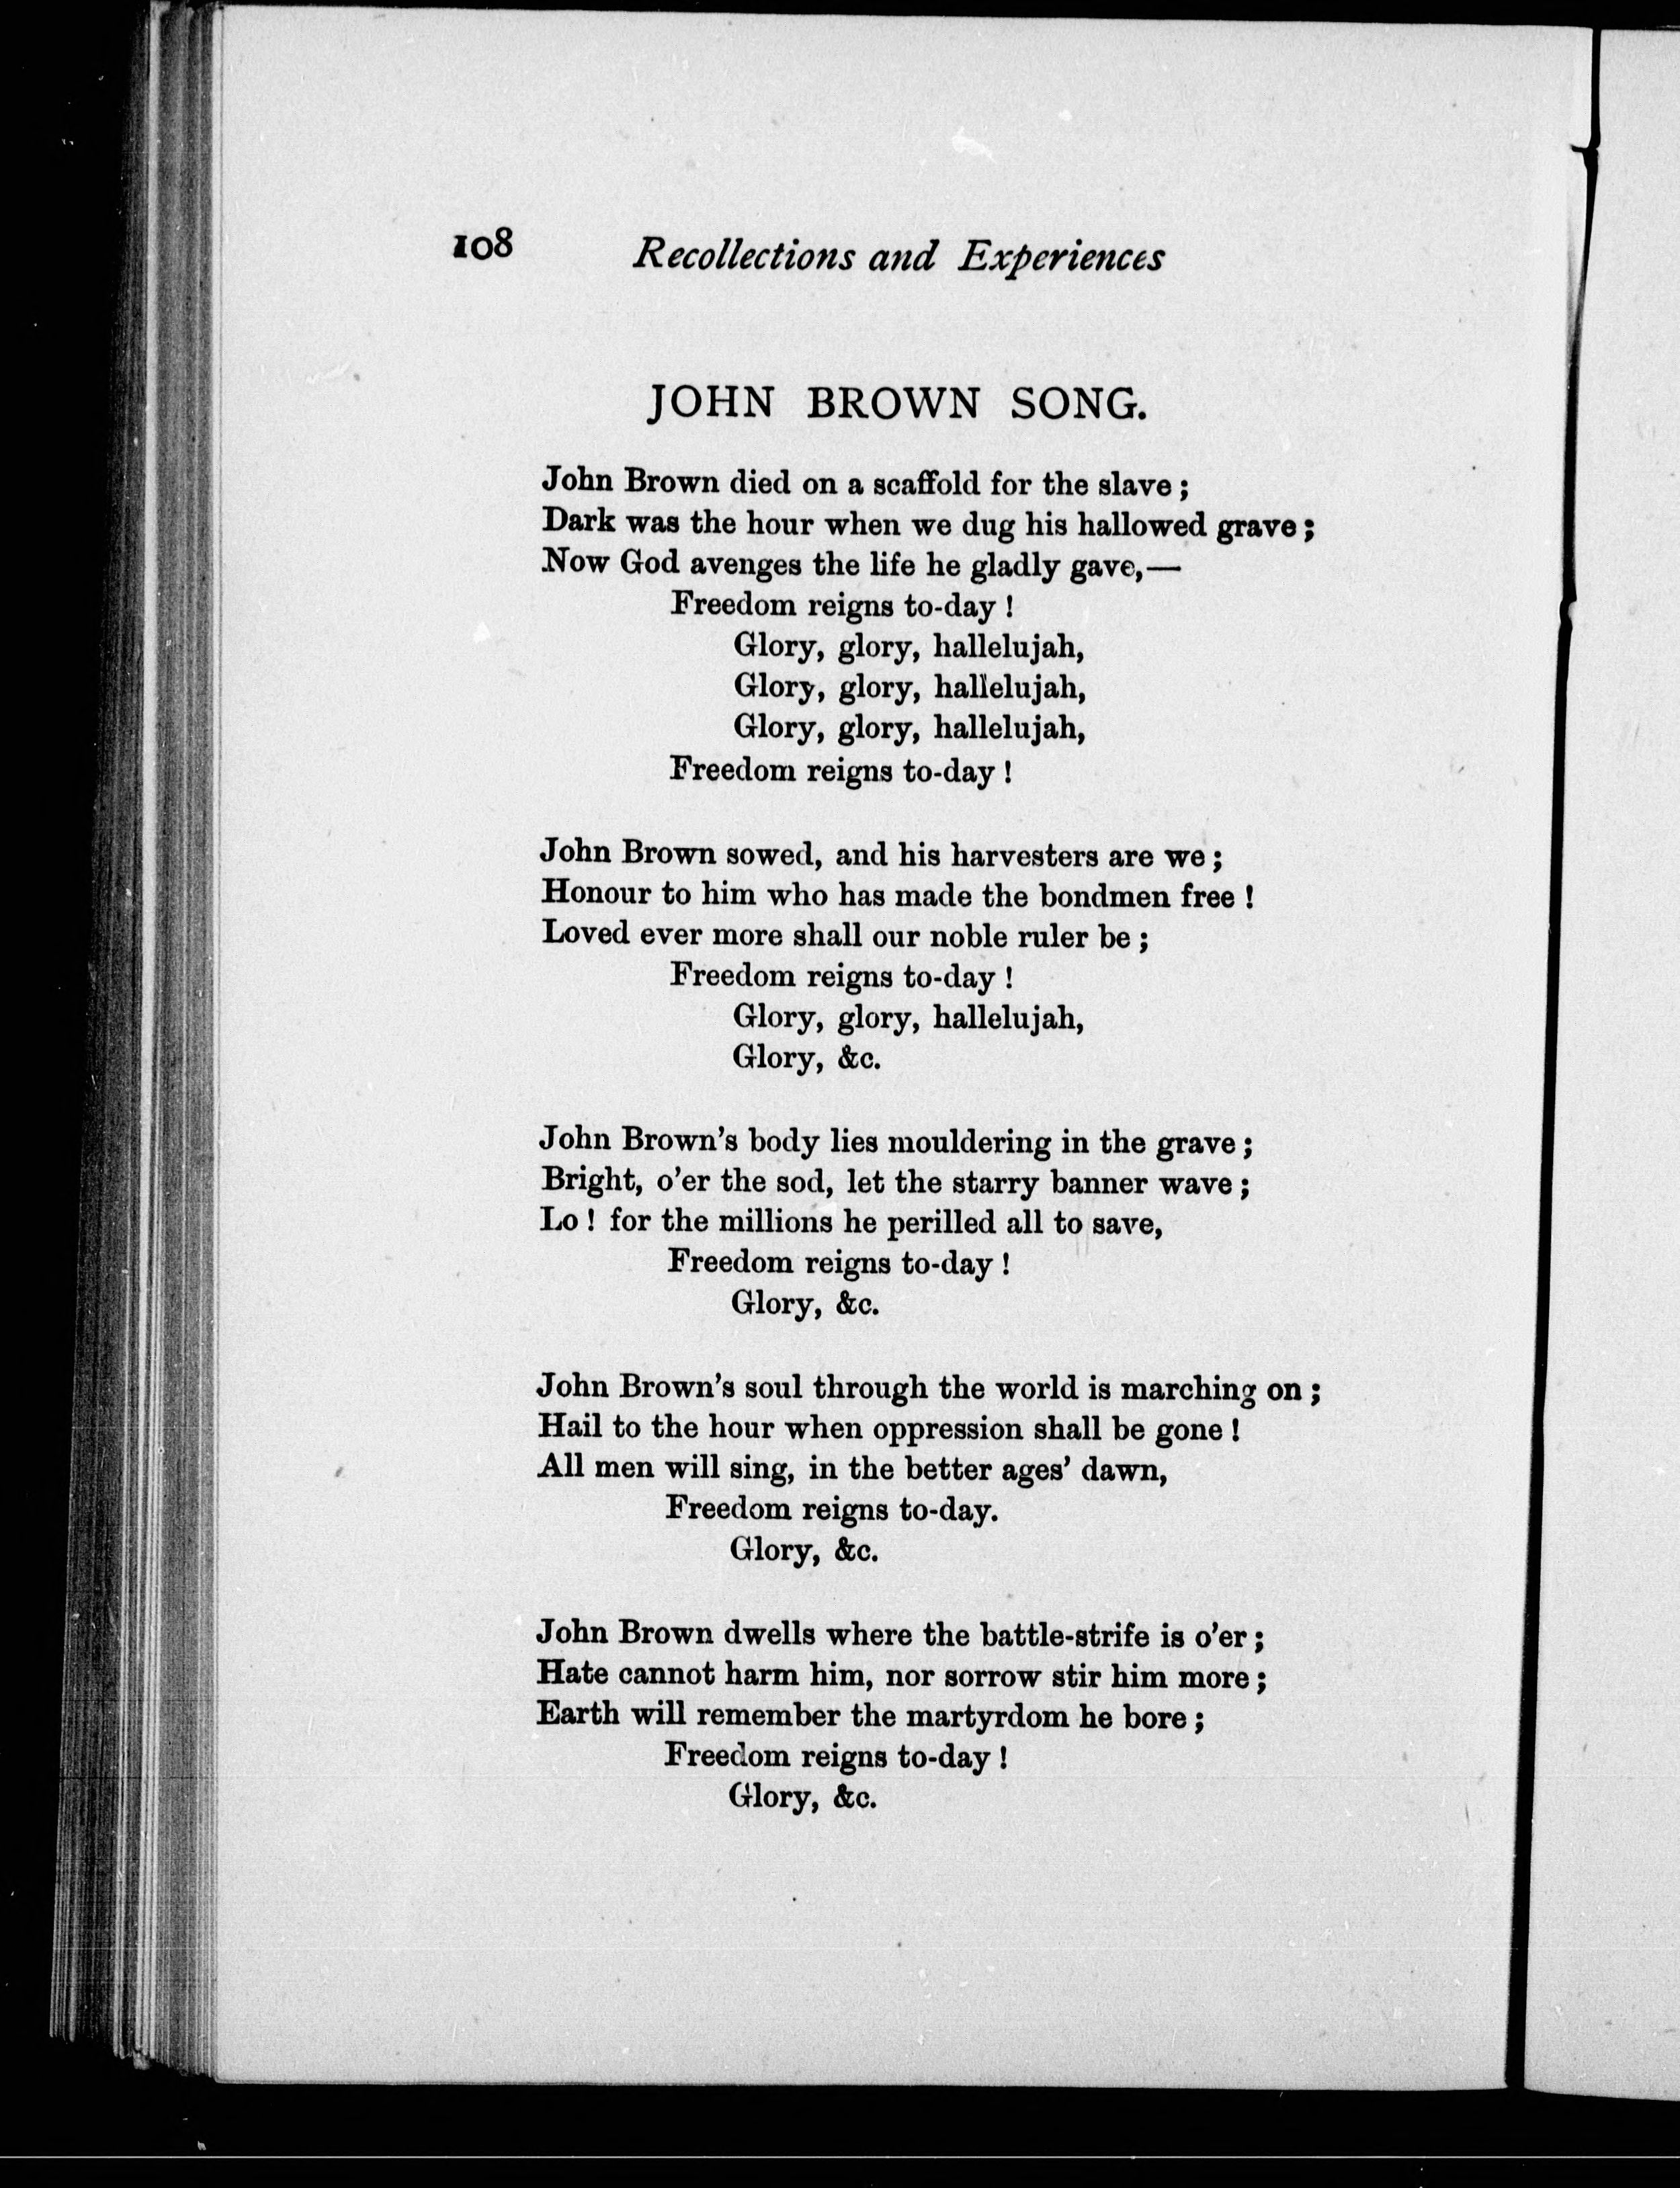 108 Recollections and Experiences
JOHN BROWN SONG.
John Brown died on a scaffold for the slave;
Dark was the hour when we dug his hallowed grave;
Now God avenges the life he gladly gave,—
Freedom reigns to-day!
Glory, glory, hallelujah,
Glory, glory, hallelujah,
Glory, glory, hallelujah,
Freedom reigns to-day!
John Brown sowed, and his harvesters are we;
Honour to him who has made the bondmen free!
Loved ever more shall our noble ruler be;
Freedom reigns to-day!
Glory, glory, hallelujah,
Glory, &c.
John Brown's body lies mouldering in the grave;
Bright, o'er the sod, let the starry banner wave;
Lo! for the millions he perilled all to save,
Freedom reigns to-day!
Glory, &c.
John Brown's soul through the world is marching on;
Hail to the hour when oppression shall be gone!
All men will sing, in the better ages' dawn,
Freedom reigns to-day.
Glory, &c.
John Brown dwells where the battle-strife is o'er;
Hate cannot harm him, nor sorrow stir him more;
Earth will remember the martyrdom he bore;
Freedom reigns to-day!
Glory, &c.